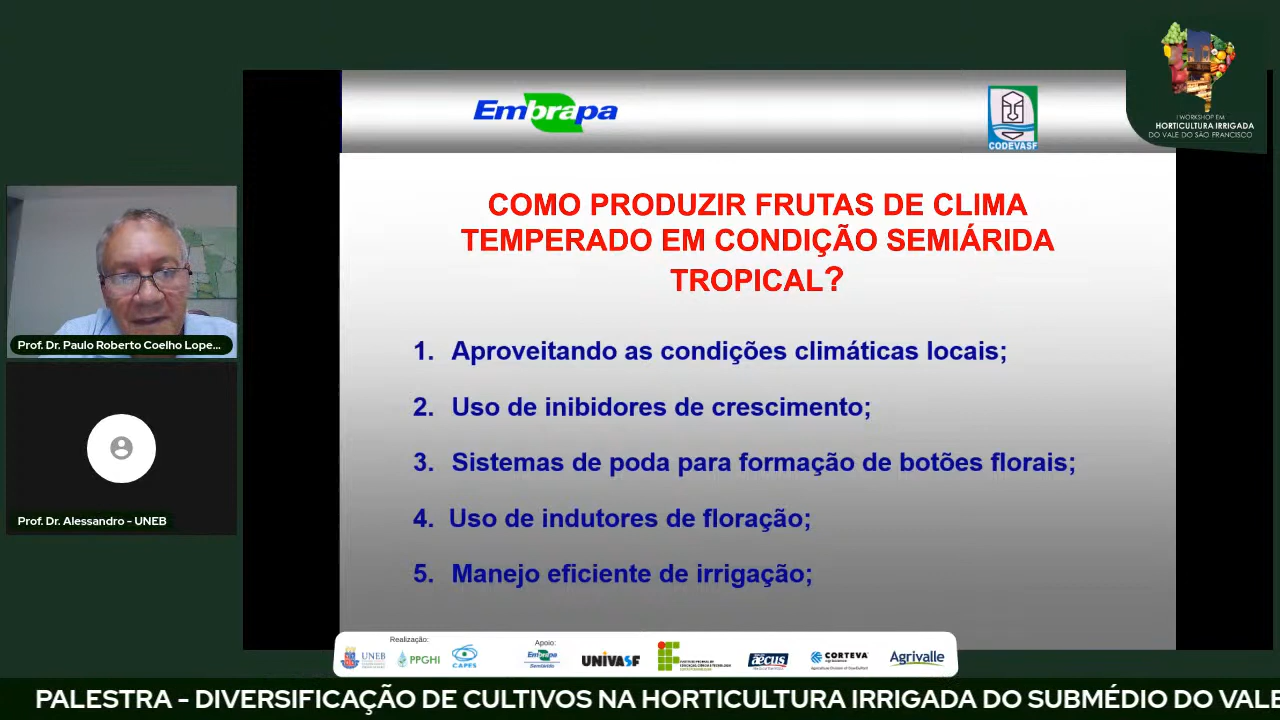 Embrapa
CODEVASF
I WORKSHOP EM
HORTICULTURA IRRIGADA
DO VALE DO SÃO FRANCISCO
COMO PRODUZIR FRUTAS DE CLIMA
TEMPERADO EM CONDIÇÃO SEMIÁRIDA
TROPICAL?
1. Aproveitando as condições climáticas locais;
2. Uso de inibidores de crescimento;
3. Sistemas de poda para formação de botões florais;
4. Uso de indutores de floração;
5. Manejo eficiente de irrigação;
Prof. Dr. Paulo Roberto Coelho Lope...
Prof. Dr. Alessandro - UNEB
Realização:
UNEB
PPGHI
CAPES
Apoio:
Embrapa
Semiárido
UNIVASF
æcus
CORTEVA
agriscience
Agrivalle
PALESTRA - DIVERSIFICAÇÃO DE CULTIVOS NA HORTICULTURA IRRIGADA DO SUBMÉDIO DO VALE